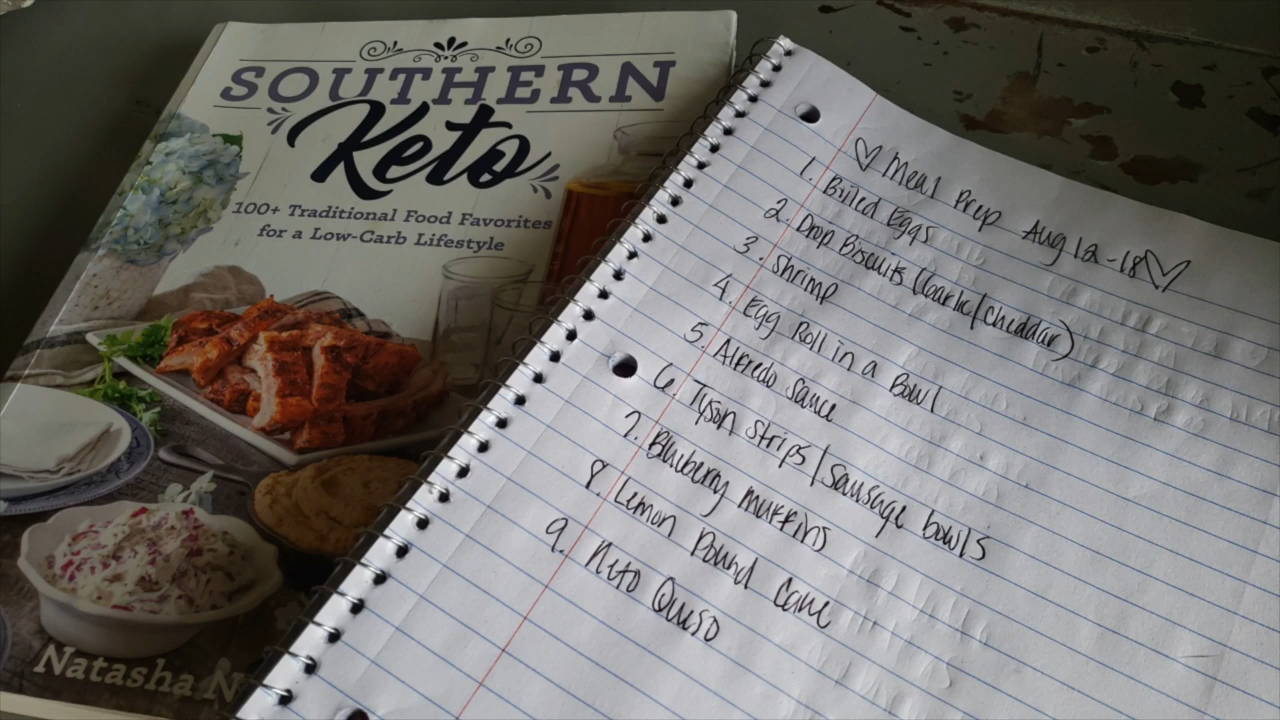 SOUTHERN
Keto
100+ Traditional Food Favorites
for a Low-Carb Lifestyle
Natasha N
♡ Meal Prep Aug 12-18 ♡
1. Boiled Eggs
2. Drop Biscuits (Garlic/cheddar)
3. Shrimp
4. Egg Roll in a Bowl
5. Alfredo Sauce
6. Tyson Strips/Sausage bowls
7. Blueberry muffins
8. Lemon Pound Cake
9. Keto Queso